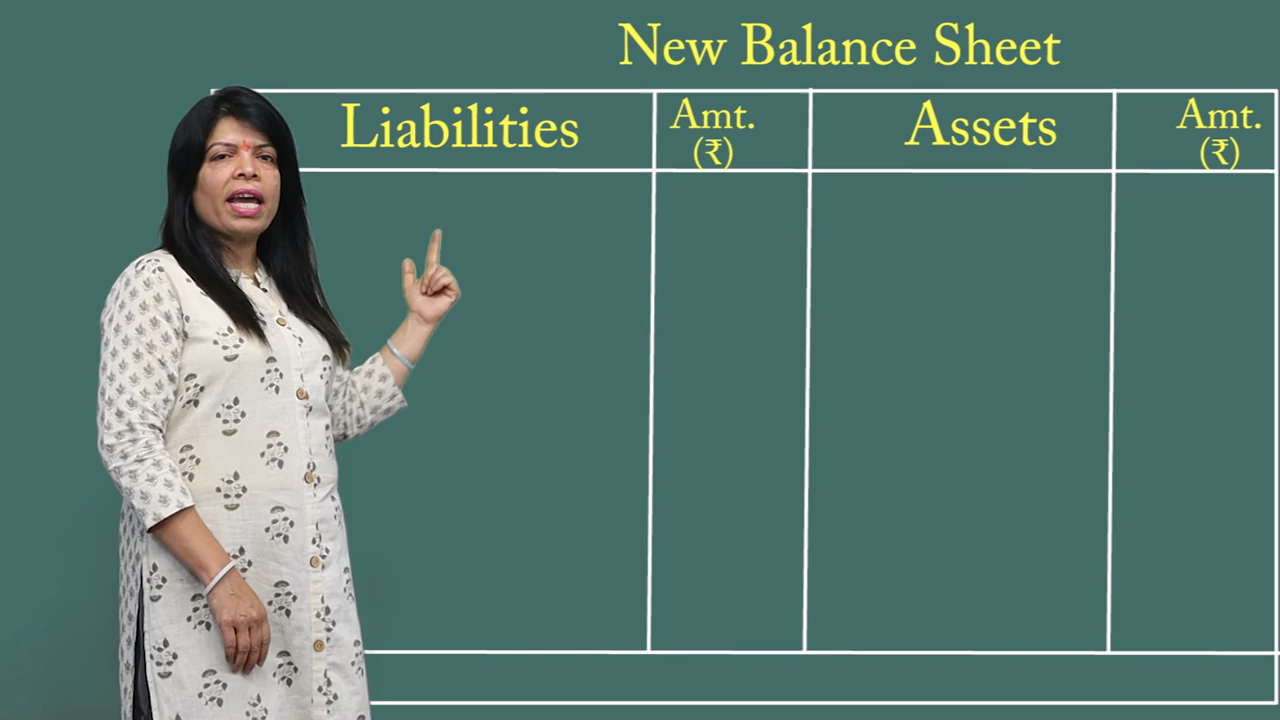 New Balance Sheet
Liabilities
Amt.
(₹)
Assets
Amt.
(₹)